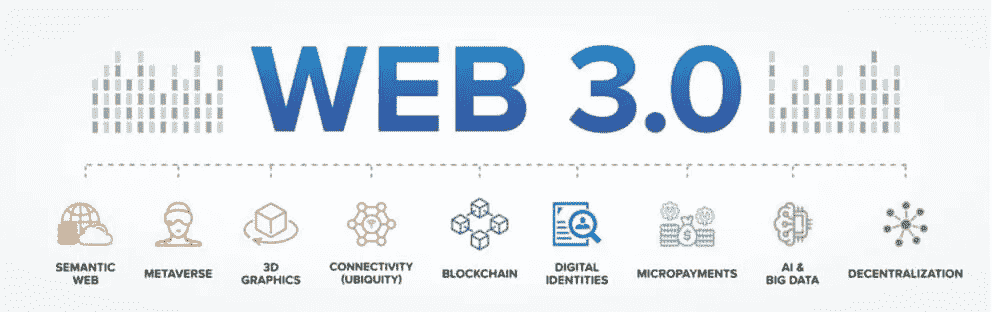 WEB 3.0
SEMANTIC
WEB
METAVERSE
3D
GRAPHICS
CONNECTIVITY
(UBIQUITY)
BLOCKCHAIN
DIGITAL
IDENTITIES
MICROPAYMENTS
AI &
BIG DATA
DECENTRALIZATION